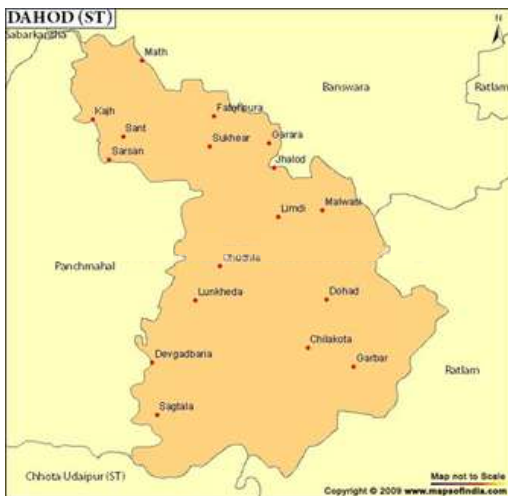 DAHOD (ST)
N
Sabarkantha
Math
Banswara
Ratlam
Kajh
Fatehpura
Sant
Sukhear
Garara
Sarsan
Jhalod
Limdi
Malwasi
Panchmahal
Lunkheda
Dohad
Chilakota
Devgadbaria
Garbar
Ratlam
Sagtala
Chhota Udaipur (ST)
Map not to Scale
Copyright © 2009 www.mapsofindia.com